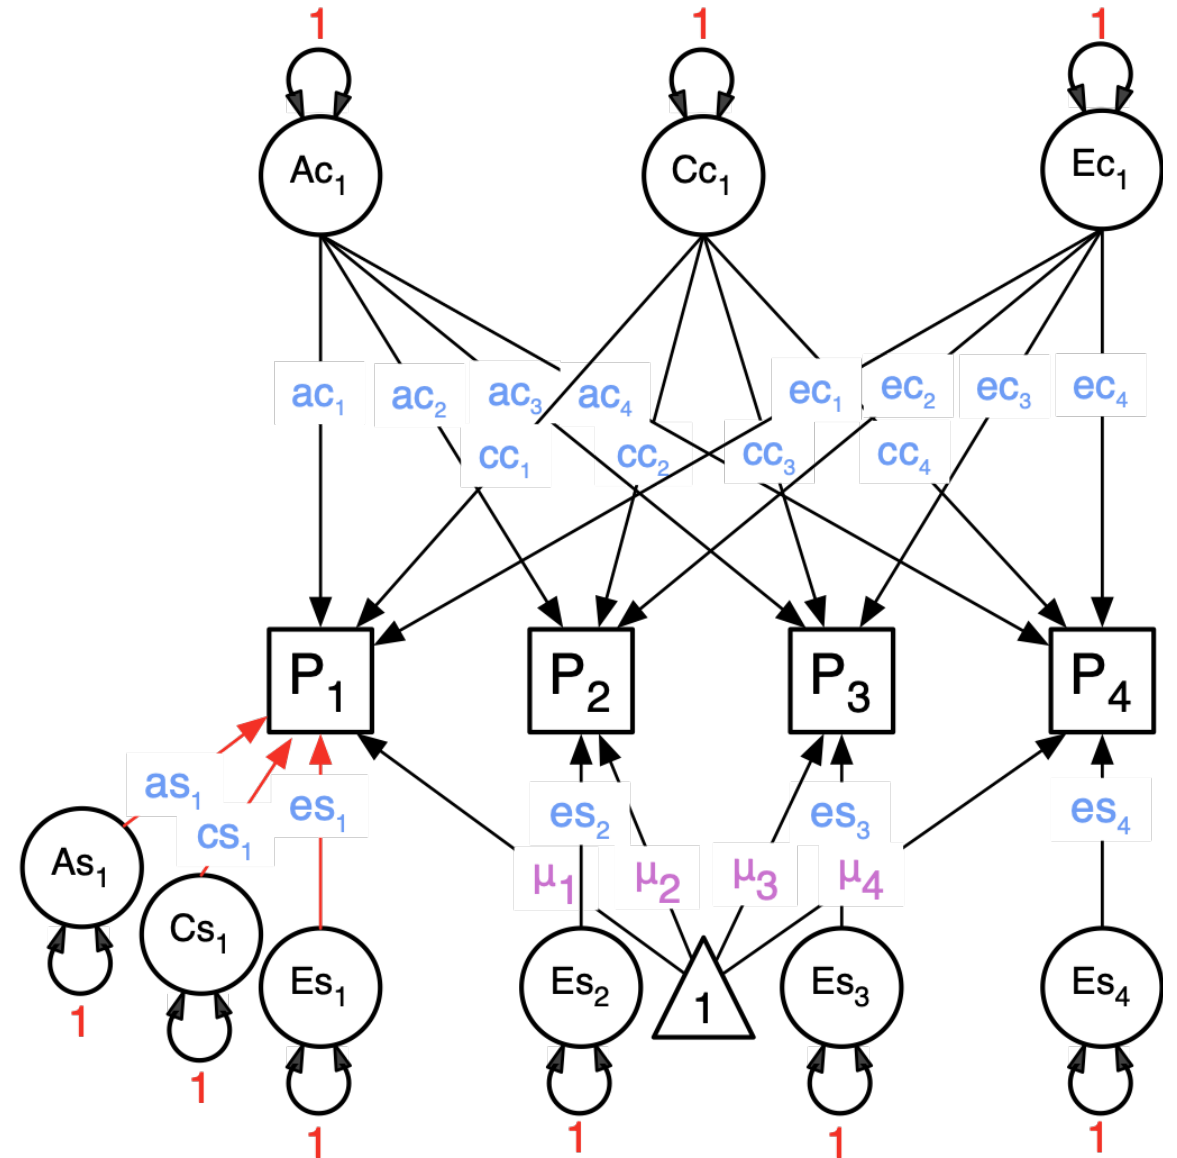 1 1 1
Ac₁ Cc₁ Ec₁
ac₁ ac₂ ac₃ ac₄ ec₁ ec₂ ec₃ ec₄
cc₁ cc₂ cc₃ cc₄
P₁ P₂ P₃ P₄
as₁ cs₁ es₁ es₂ es₃ es₄
μ₁ μ₂ μ₃ μ₄
As₁ Cs₁ Es₁ Es₂ 1 Es₃ Es₄
1 1 1 1 1 1